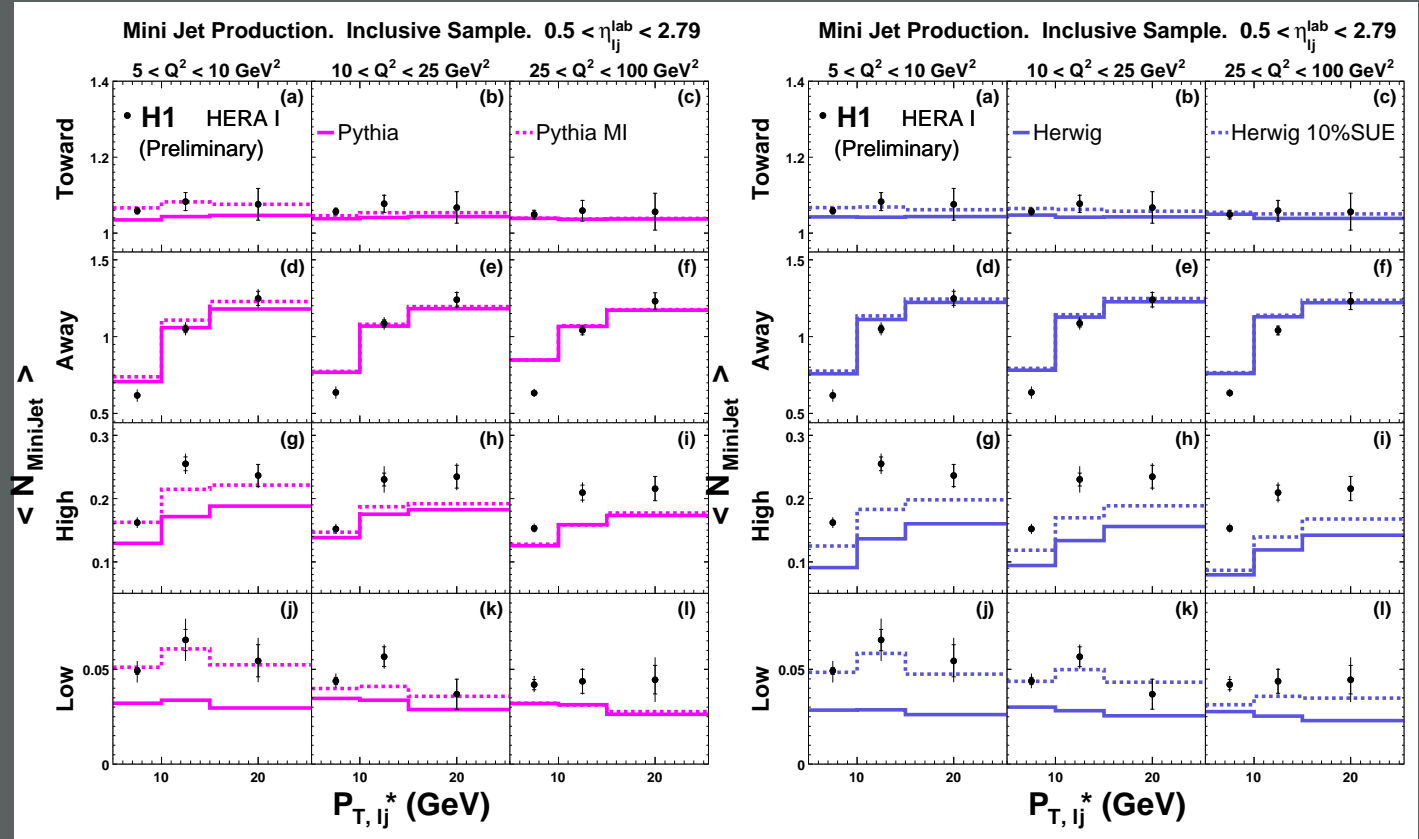 Mini Jet Production. Inclusive Sample. 0.5 < η_lj^lab < 2.79
5 < Q² < 10 GeV² 10 < Q² < 25 GeV² 25 < Q² < 100 GeV²
1.4
(a) (b) (c)
H1 HERA I Pythia Pythia MI
(Preliminary)
1.2
1
Toward
1.5
(d) (e) (f)
1
0.5
Away
0.3
(g) (h) (i)
0.2
0.1
High
(j) (k) (l)
0.05
0
Low
< N_MiniJet >
10 20 10 20 10 20
P_T, lj* (GeV)
Mini Jet Production. Inclusive Sample. 0.5 < η_lj^lab < 2.79
5 < Q² < 10 GeV² 10 < Q² < 25 GeV² 25 < Q² < 100 GeV²
1.4
(a) (b) (c)
H1 HERA I Herwig Herwig 10%SUE
(Preliminary)
1.2
1
Toward
1.5
(d) (e) (f)
1
0.5
Away
0.3
(g) (h) (i)
0.2
0.1
High
(j) (k) (l)
0.05
0
Low
< N_MiniJet >
10 20 10 20 10 20
P_T, lj* (GeV)